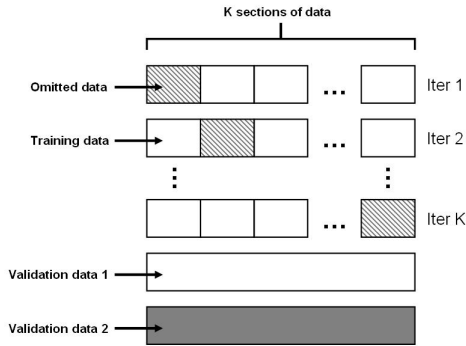 K sections of data
Omitted data
... Iter 1
Training data
... Iter 2
... Iter K
Validation data 1
Validation data 2